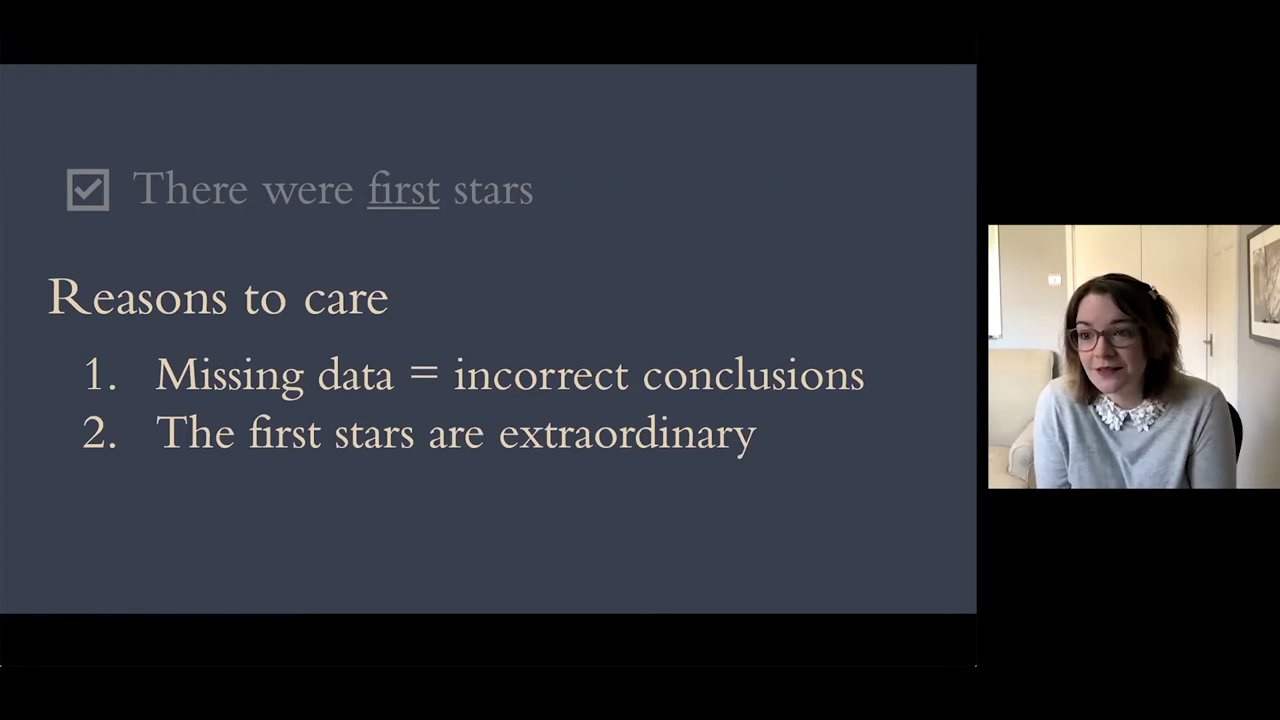 There were first stars
Reasons to care
1. Missing data = incorrect conclusions
2. The first stars are extraordinary